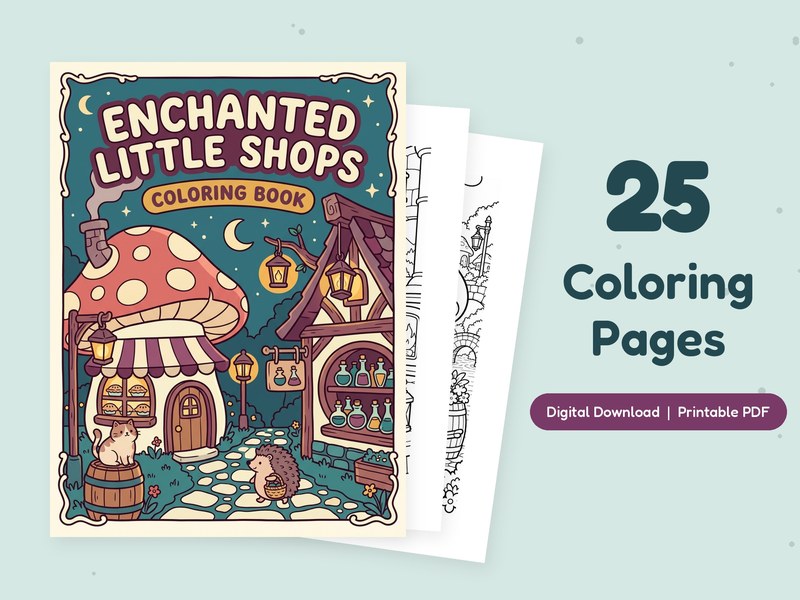 ENCHANTED
LITTLE SHOPS
COLORING BOOK
25
Coloring
Pages
Digital Download | Printable PDF